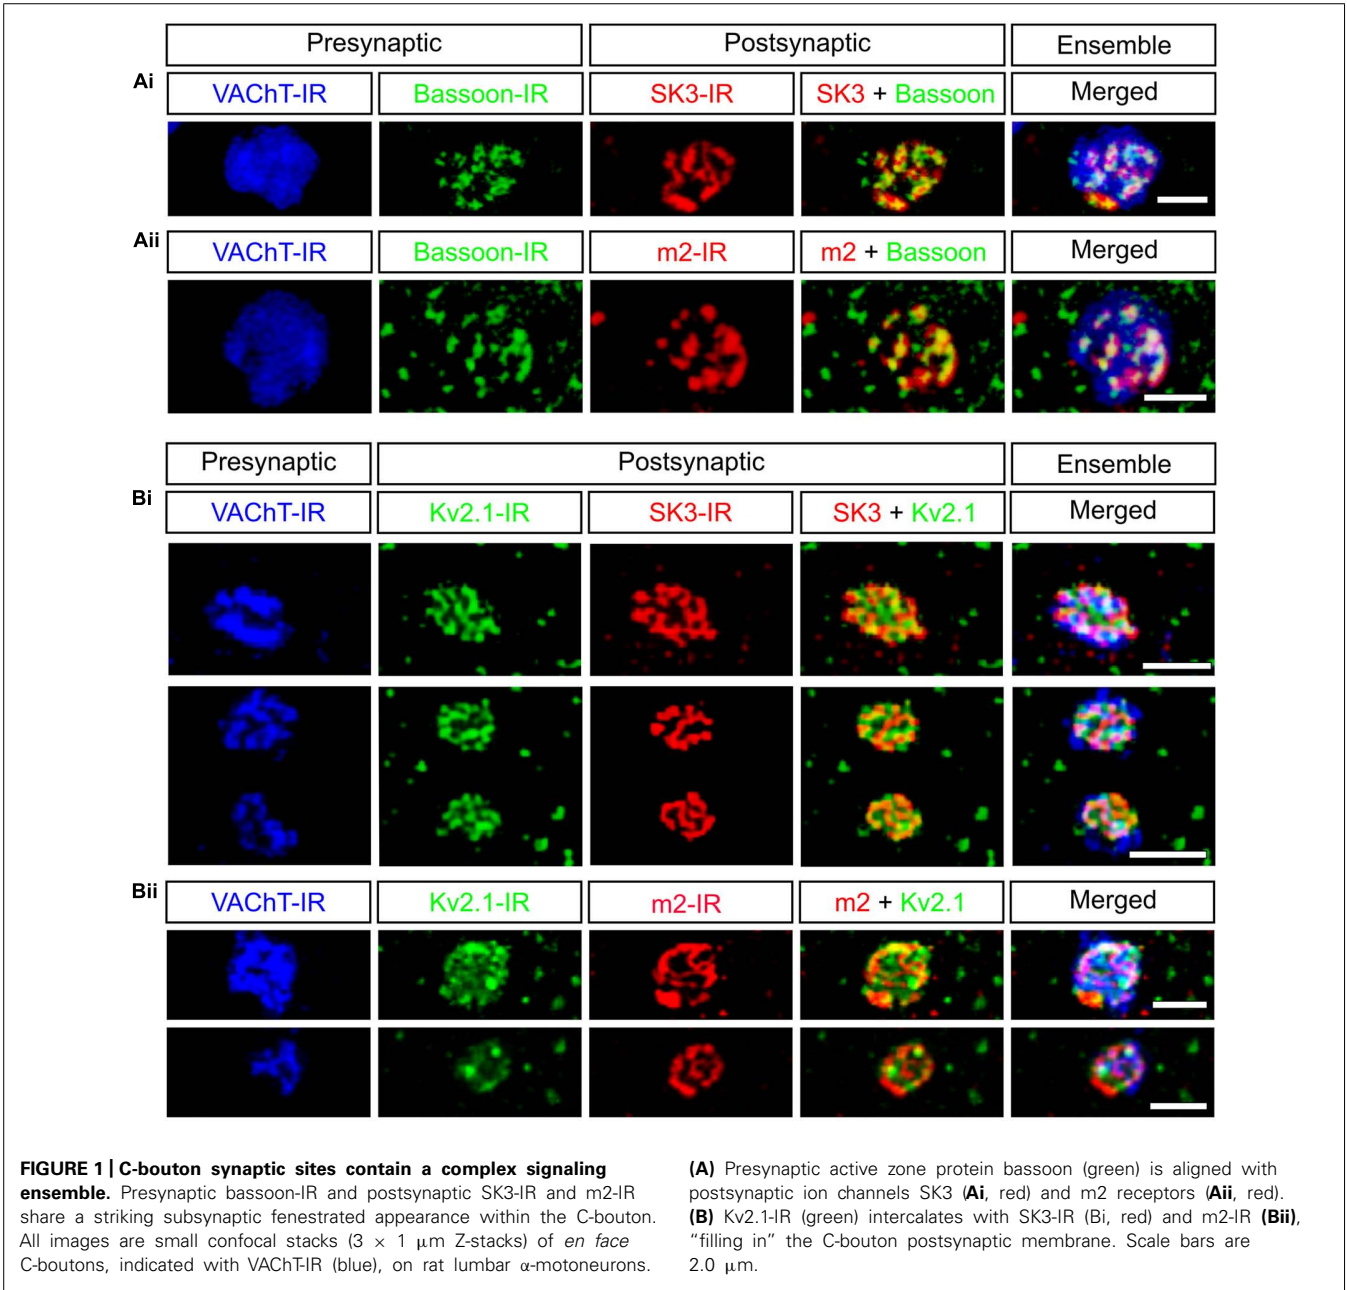 Presynaptic Postsynaptic Ensemble
Ai VAChT-IR Bassoon-IR SK3-IR SK3 + Bassoon Merged
Aii VAChT-IR Bassoon-IR m2-IR m2 + Bassoon Merged
Presynaptic Postsynaptic Ensemble
Bi VAChT-IR Kv2.1-IR SK3-IR SK3 + Kv2.1 Merged
Bii VAChT-IR Kv2.1-IR m2-IR m2 + Kv2.1 Merged
FIGURE 1 | C-bouton synaptic sites contain a complex signaling
ensemble. Presynaptic bassoon-IR and postsynaptic SK3-IR and m2-IR
share a striking subsynaptic fenestrated appearance within the C-bouton.
All images are small confocal stacks (3 × 1 μm Z-stacks) of en face
C-boutons, indicated with VAChT-IR (blue), on rat lumbar α-motoneurons.
(A) Presynaptic active zone protein bassoon (green) is aligned with
postsynaptic ion channels SK3 (Ai, red) and m2 receptors (Aii, red).
(B) Kv2.1-IR (green) intercalates with SK3-IR (Bi, red) and m2-IR (Bii),
"filling in" the C-bouton postsynaptic membrane. Scale bars are
2.0 μm.